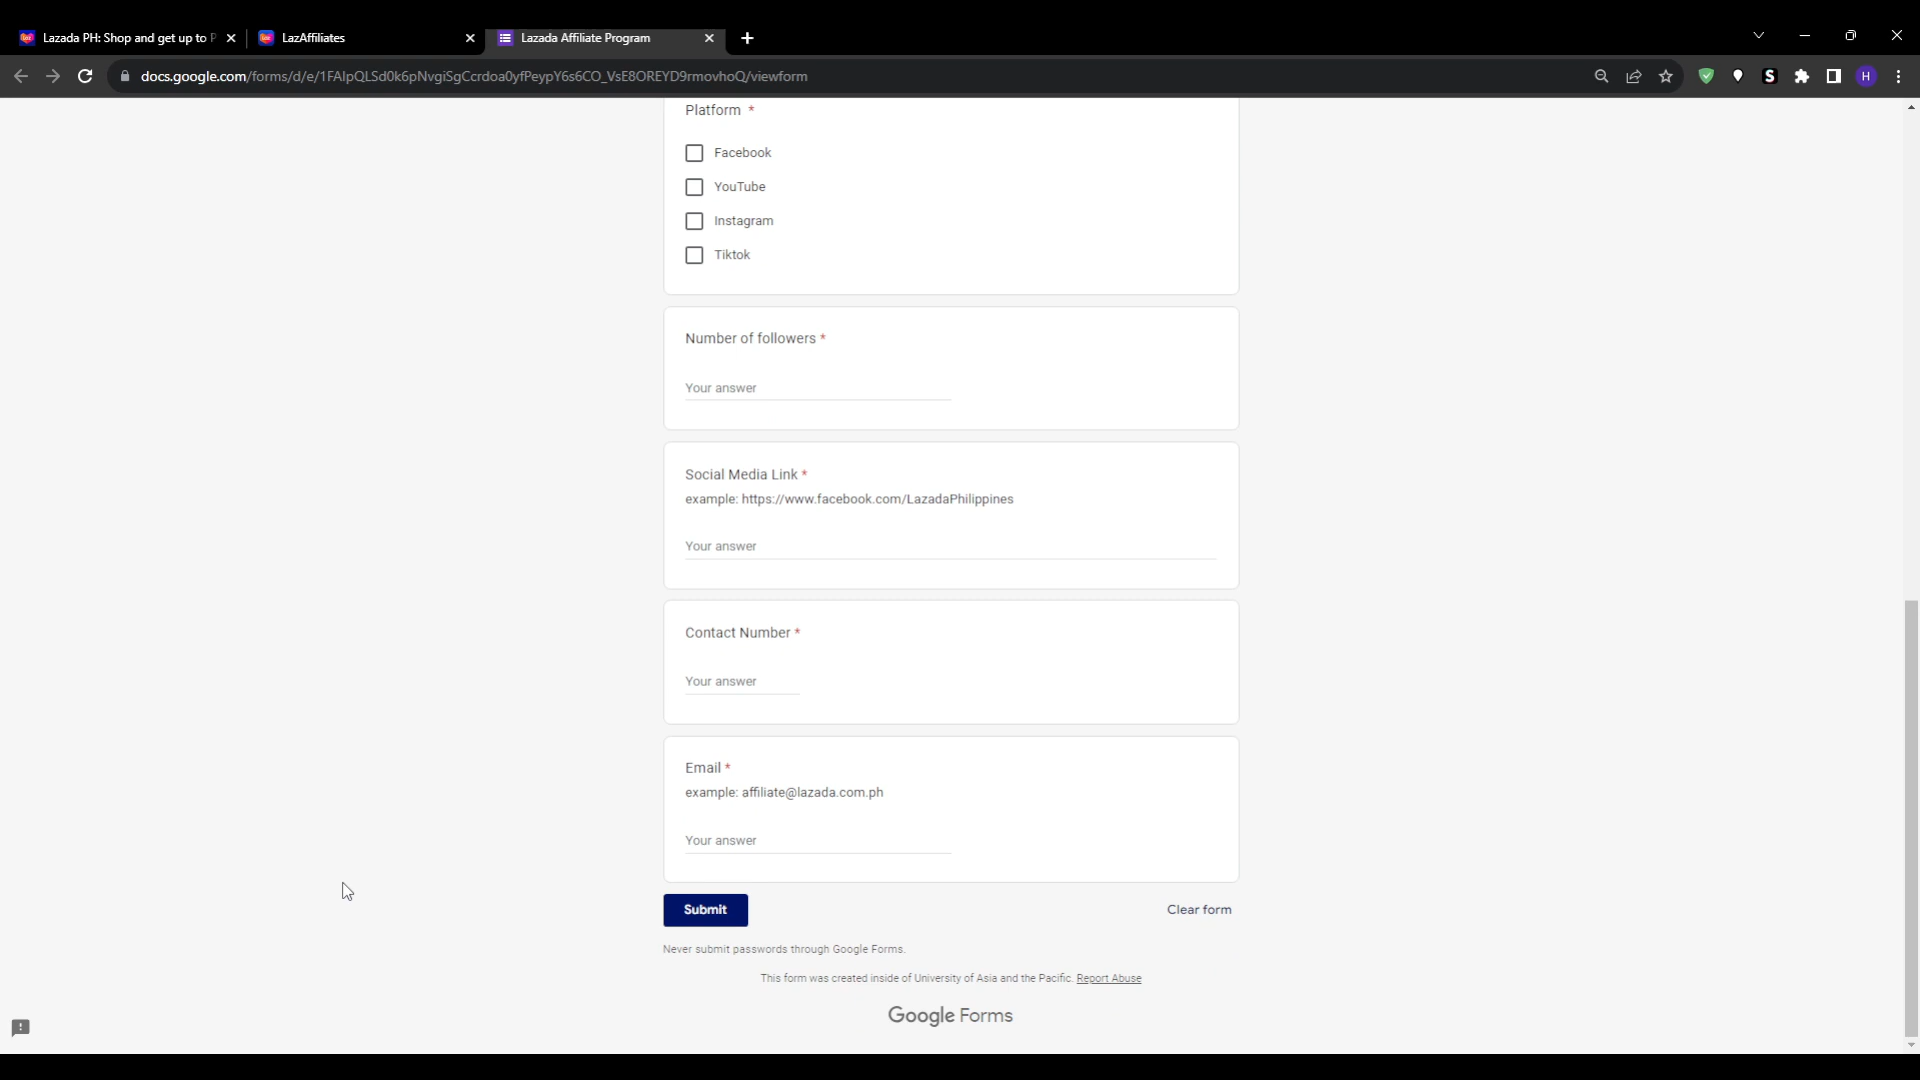 Lazada PH: Shop and get up to P
LazAffiliates
Lazada Affiliate Program
docs.google.com/forms/d/e/1FAIpQLSd0k6pNvgiSgCcrdoa0yfPeypY6s6CO_VsE8OREYD9rmovhoQ/viewform
S
H
Platform *
Facebook
YouTube
Instagram
Tiktok
Number of followers *
Your answer
Social Media Link *
example: https://www.facebook.com/LazadaPhilippines
Your answer
Contact Number *
Your answer
Email *
example: affiliate@lazada.com.ph
Your answer
Submit
Clear form
Never submit passwords through Google Forms.
This form was created inside of University of Asia and the Pacific. Report Abuse
Google Forms